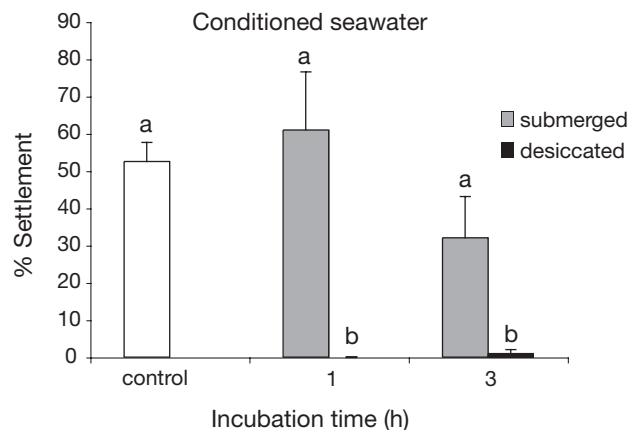 Conditioned seawater
% Settlement
90
80
70
60
50
40
30
20
10
0
a
a
b
a
b
submerged
desiccated
control
1
3
Incubation time (h)